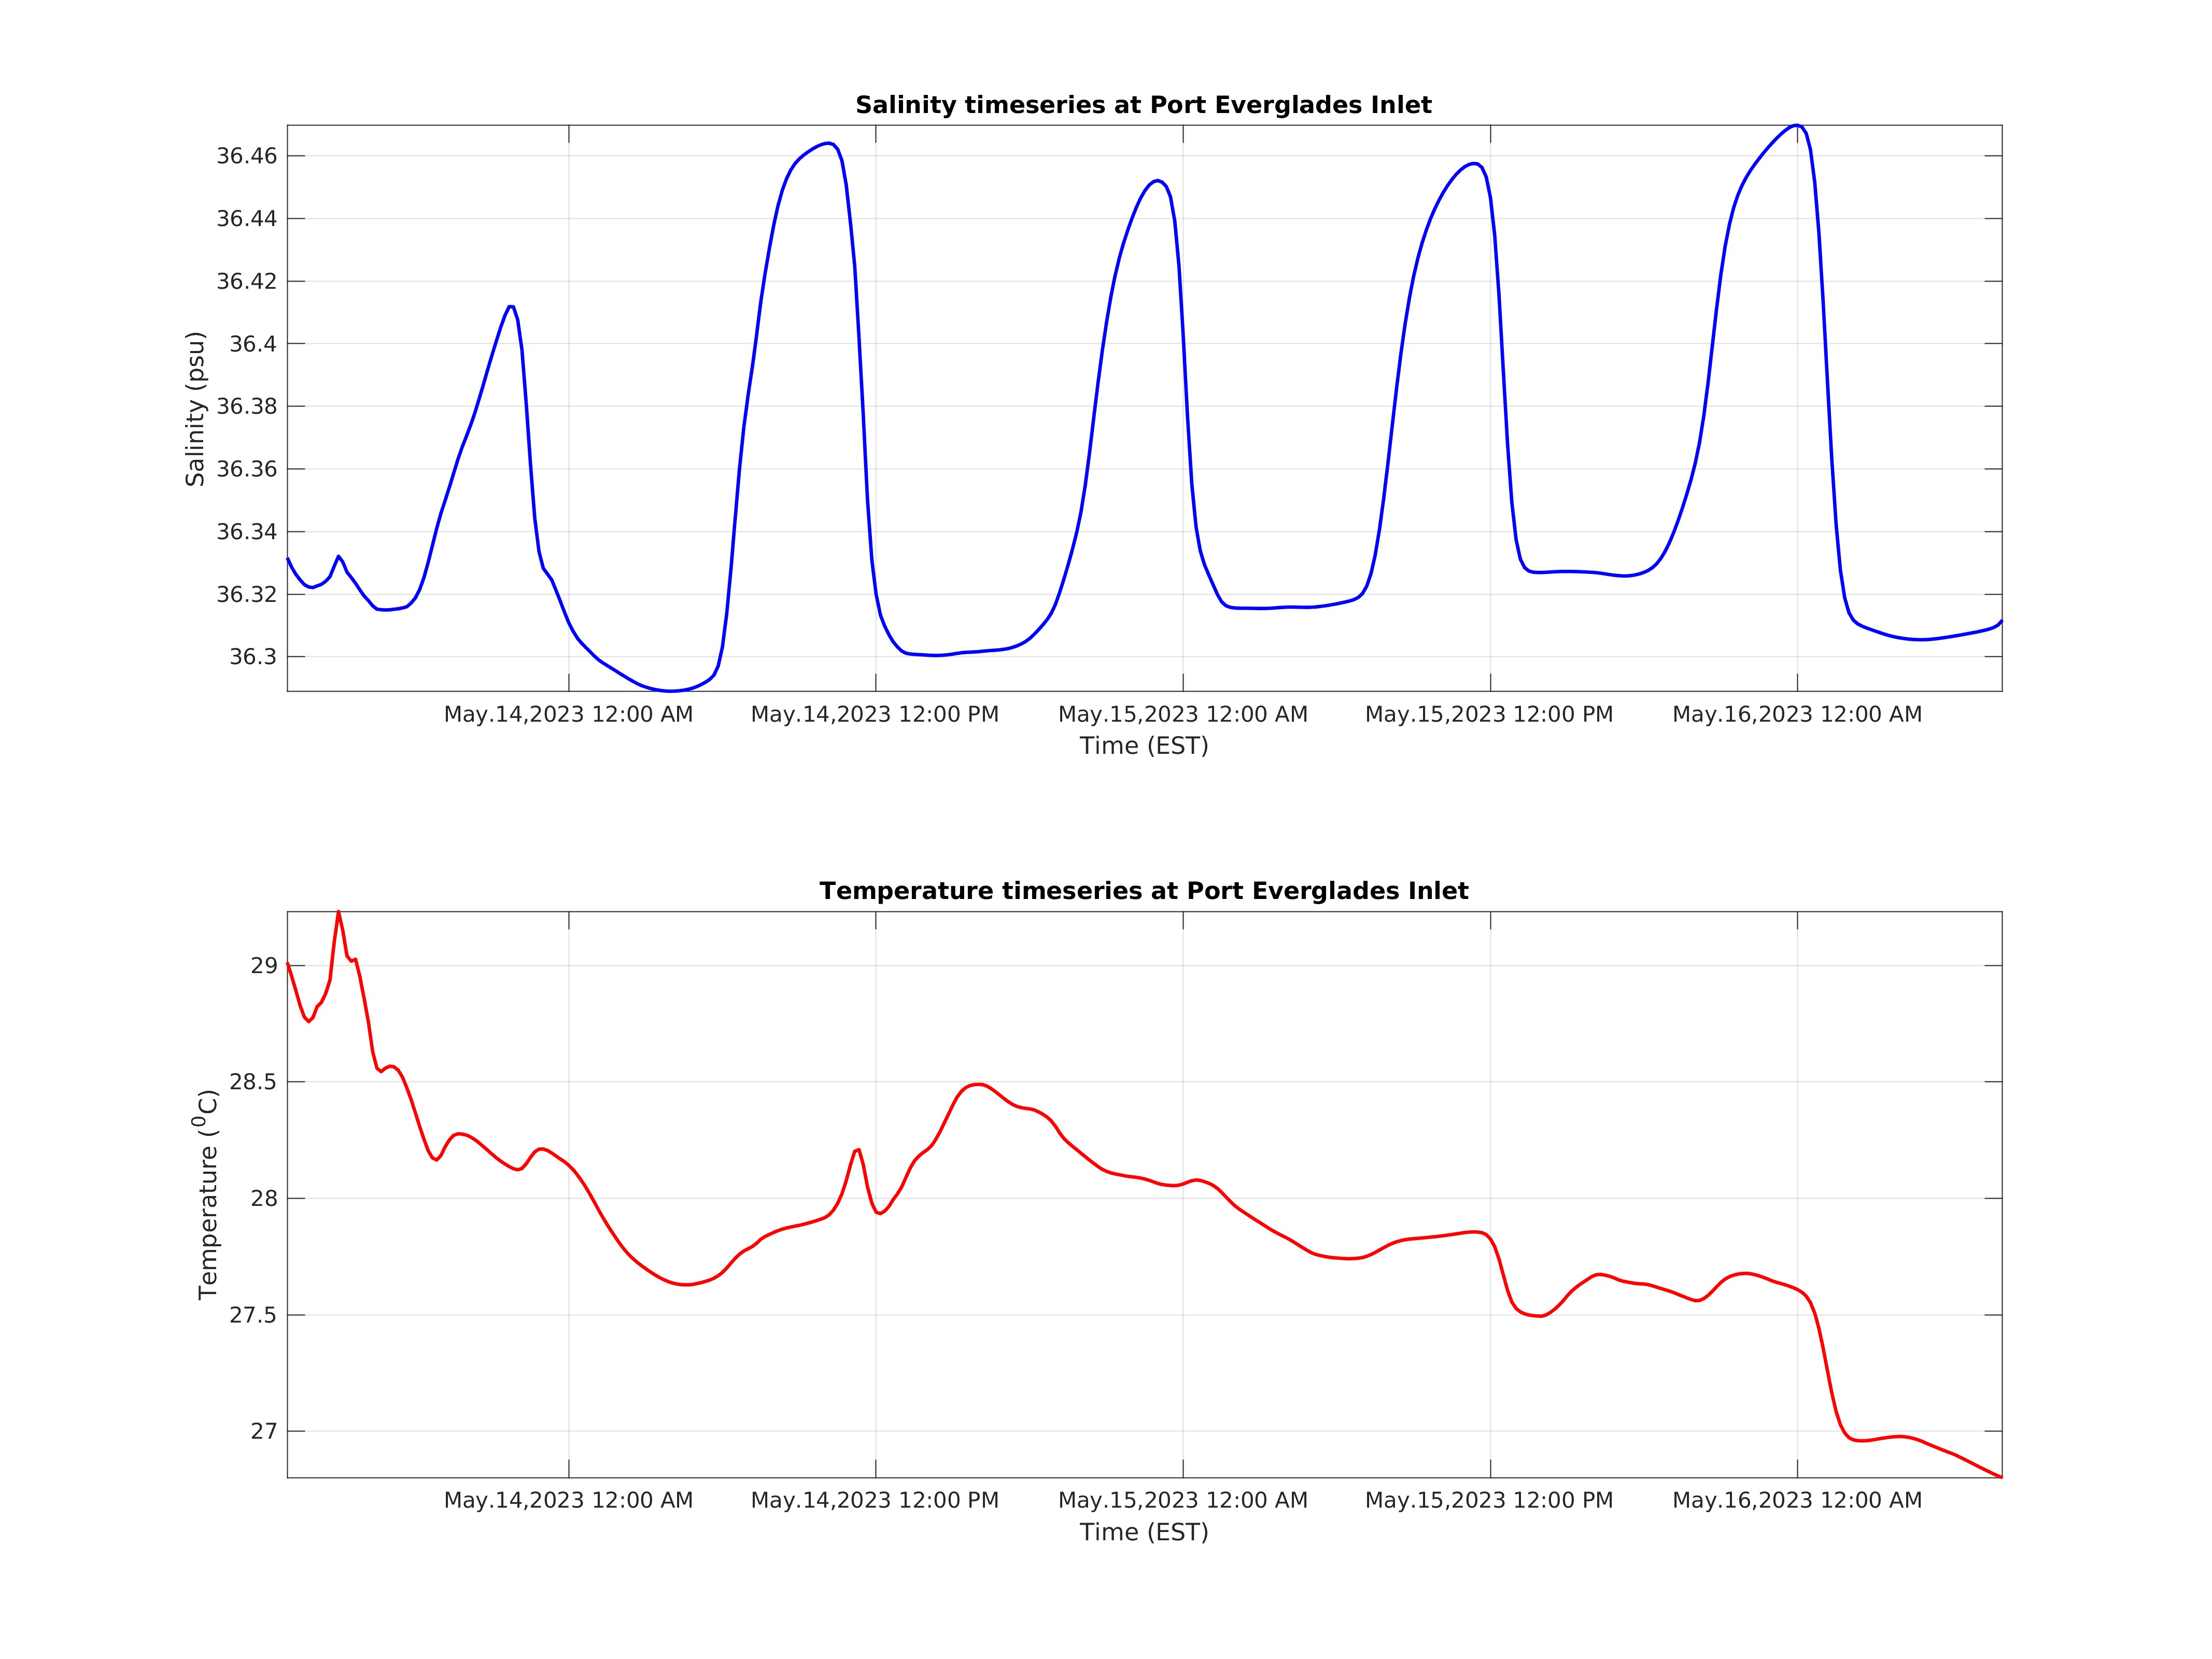 Salinity timeseries at Port Everglades Inlet
36.46
36.44
36.42
36.4
36.38
36.36
36.34
36.32
36.3
Salinity (psu)
May.14,2023 12:00 AM May.14,2023 12:00 PM May.15,2023 12:00 AM May.15,2023 12:00 PM May.16,2023 12:00 AM
Time (EST)
Temperature timeseries at Port Everglades Inlet
29
28.5
28
27.5
27
Temperature (⁰C)
May.14,2023 12:00 AM May.14,2023 12:00 PM May.15,2023 12:00 AM May.15,2023 12:00 PM May.16,2023 12:00 AM
Time (EST)